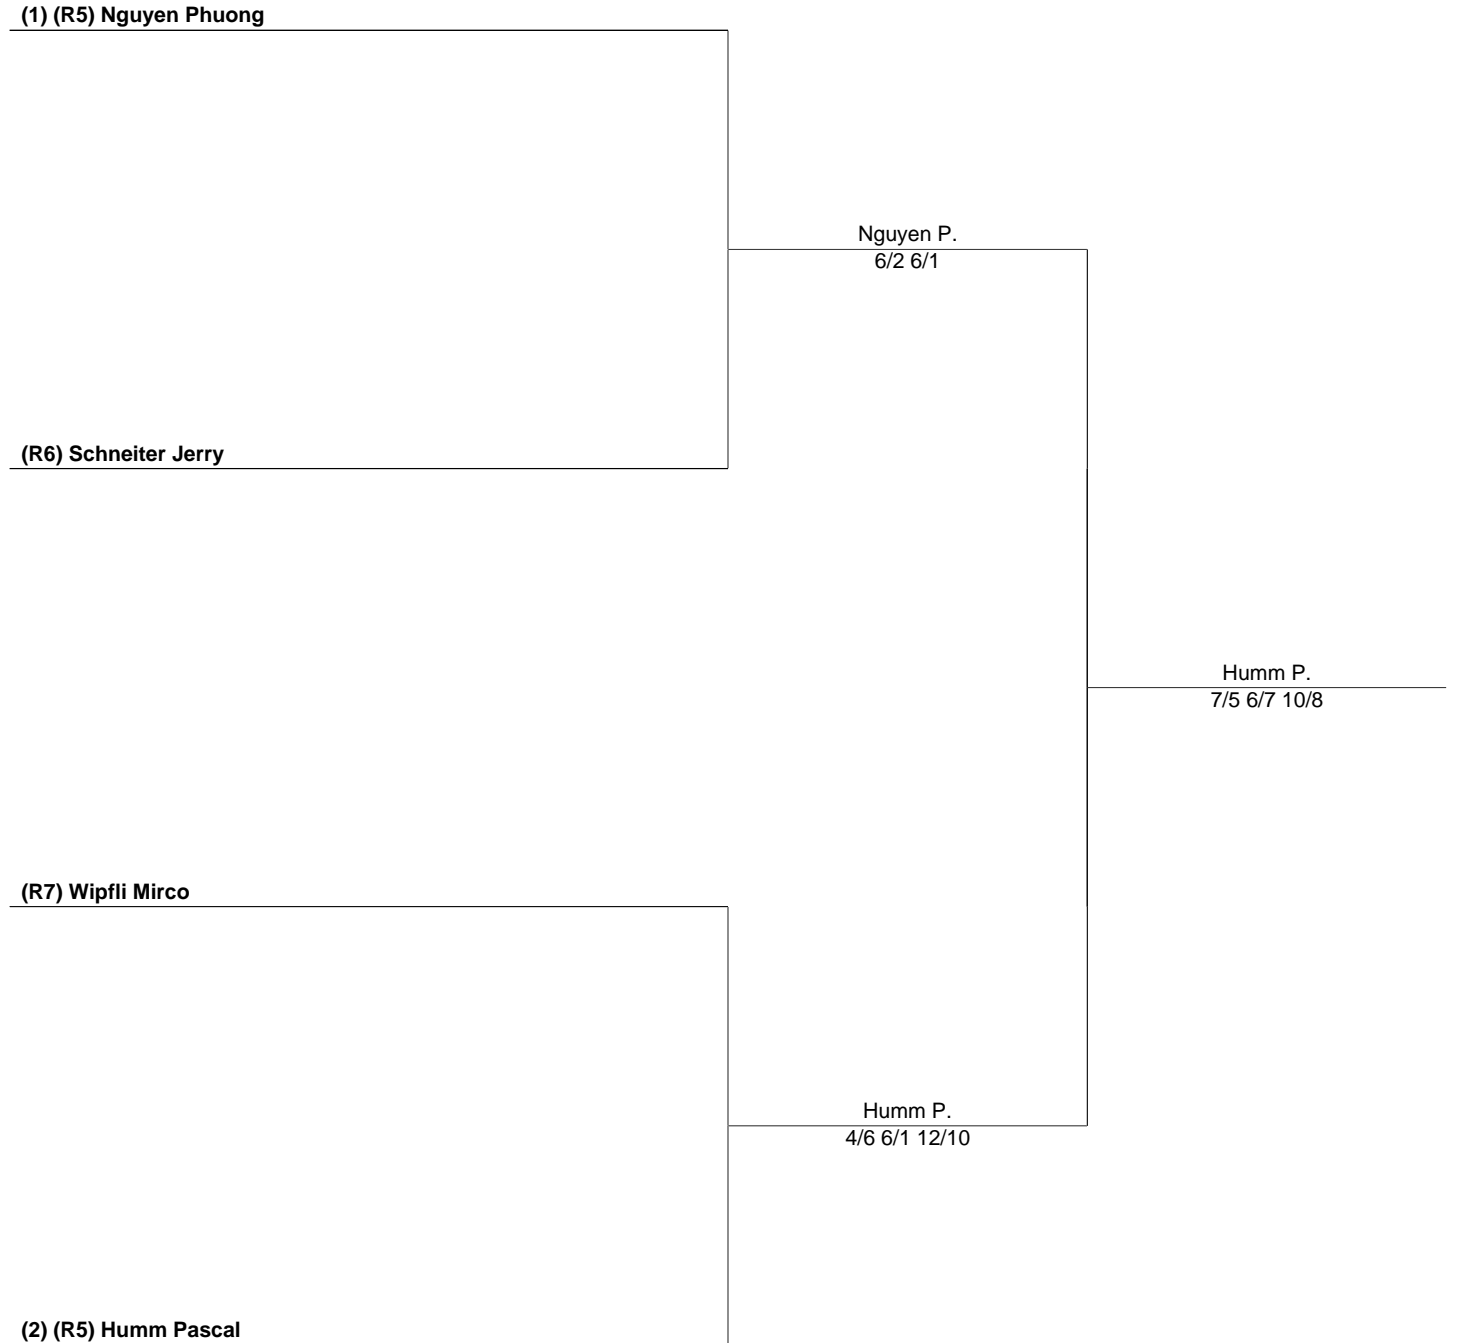 (1) (R5) Nguyen Phuong
Nguyen P.
6/2 6/1
(R6) Schneiter Jerry
Humm P.
7/5 6/7 10/8
(R7) Wipfli Mirco
Humm P.
4/6 6/1 12/10
(2) (R5) Humm Pascal